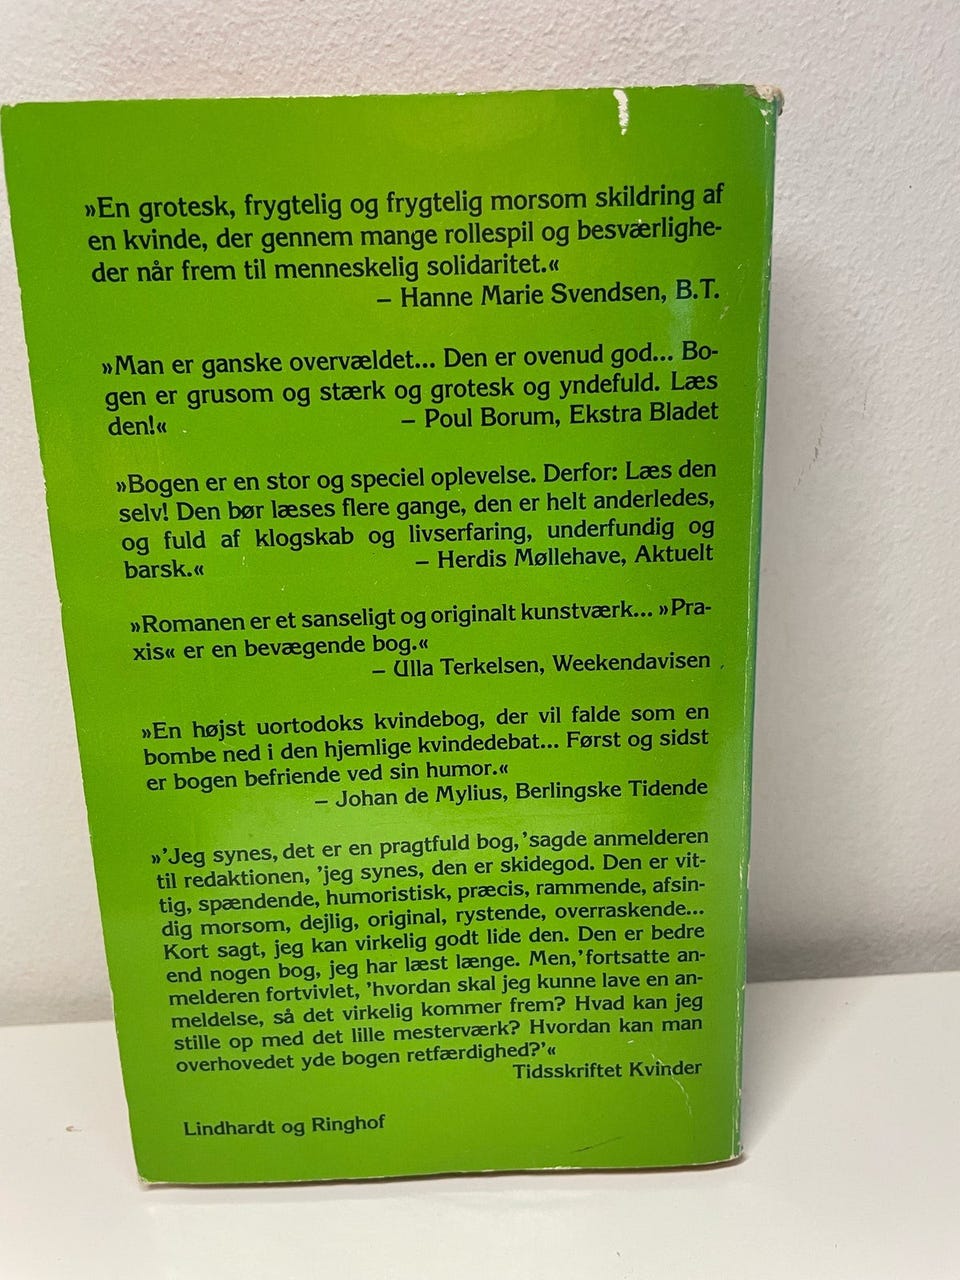 »En grotesk, frygtelig og frygtelig morsom skildring af
en kvinde, der gennem mange rollespil og besværlighe-
der når frem til menneskelig solidaritet.«
– Hanne Marie Svendsen, B.T.
»Man er ganske overvældet... Den er ovenud god... Bo-
gen er grusom og stærk og grotesk og yndefuld. Læs
den!« – Poul Borum, Ekstra Bladet
»Bogen er en stor og speciel oplevelse. Derfor: Læs den
selv! Den bør læses flere gange, den er helt anderledes,
og fuld af klogskab og livserfaring, underfundig og
barsk.« – Herdis Møllehave, Aktuelt
»Romanen er et sanseligt og originalt kunstværk... »Pra-
xis« er en bevægende bog.«
– Ulla Terkelsen, Weekendavisen
»En højst uortodoks kvindebog, der vil falde som en
bombe ned i den hjemlige kvindedebat... Først og sidst
er bogen befriende ved sin humor.«
– Johan de Mylius, Berlingske Tidende
»'Jeg synes, det er en pragtfuld bog,'sagde anmelderen
til redaktionen, 'jeg synes, den er skidegod. Den er vit-
tig, spændende, humoristisk, præcis, rammende, afsin-
dig morsom, dejlig, original, rystende, overraskende...
Kort sagt, jeg kan virkelig godt lide den. Den er bedre
end nogen bog, jeg har læst længe. Men,'fortsatte an-
melderen fortvivlet, 'hvordan skal jeg kunne lave en an-
meldelse, så det virkelig kommer frem? Hvad kan jeg
stille op med det lille mesterværk? Hvordan kan man
overhovedet yde bogen retfærdighed?'«
Tidsskriftet Kvinder
Lindhardt og Ringhof